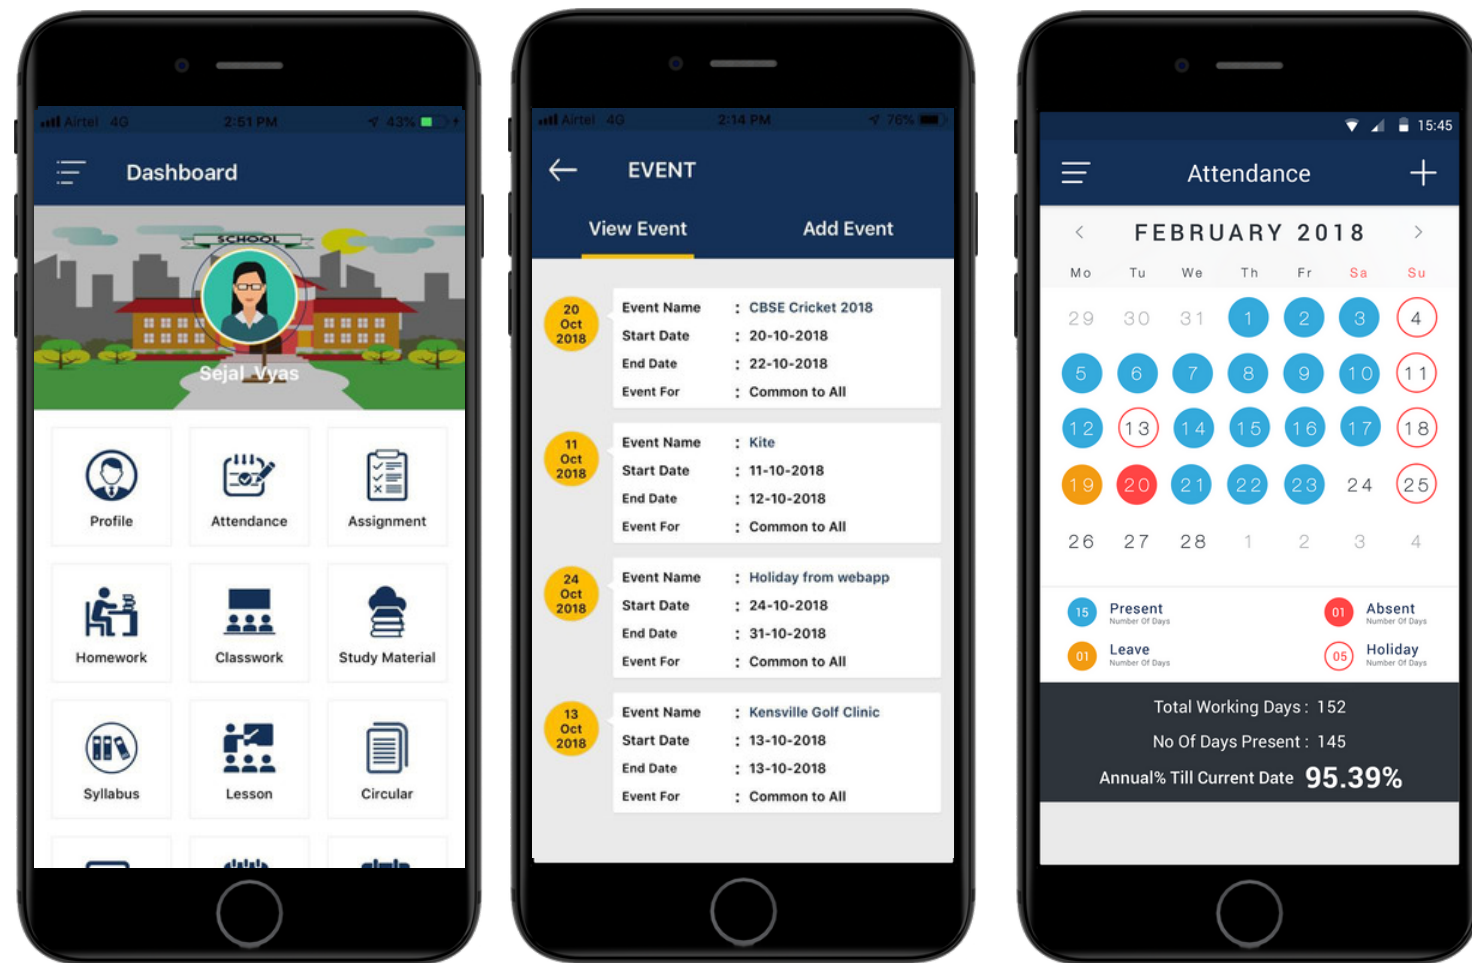 Airtel 4G 2:51 PM 43%
Dashboard
SCHOOL
Sejal Vyas
Profile Attendance Assignment
Homework Classwork Study Material
Syllabus Lesson Circular
Airtel 4G 2:14 PM 76%
EVENT
View Event Add Event
20 Oct 2018
Event Name : CBSE Cricket 2018
Start Date : 20-10-2018
End Date : 22-10-2018
Event For : Common to All
11 Oct 2018
Event Name : Kite
Start Date : 11-10-2018
End Date : 12-10-2018
Event For : Common to All
24 Oct 2018
Event Name : Holiday from webapp
Start Date : 24-10-2018
End Date : 31-10-2018
Event For : Common to All
13 Oct 2018
Event Name : Kensville Golf Clinic
Start Date : 13-10-2018
End Date : 13-10-2018
Event For : Common to All
15:45
Attendance
FEBRUARY 2018
Mo Tu We Th Fr Sa Su
29 30 31 1 2 3 4
5 6 7 8 9 10 11
12 13 14 15 16 17 18
19 20 21 22 23 24 25
26 27 28 1 2 3 4
15 Present Number Of Days
01 Absent Number Of Days
01 Leave Number Of Days
05 Holiday Number Of Days
Total Working Days : 152
No Of Days Present : 145
Annual% Till Current Date 95.39%